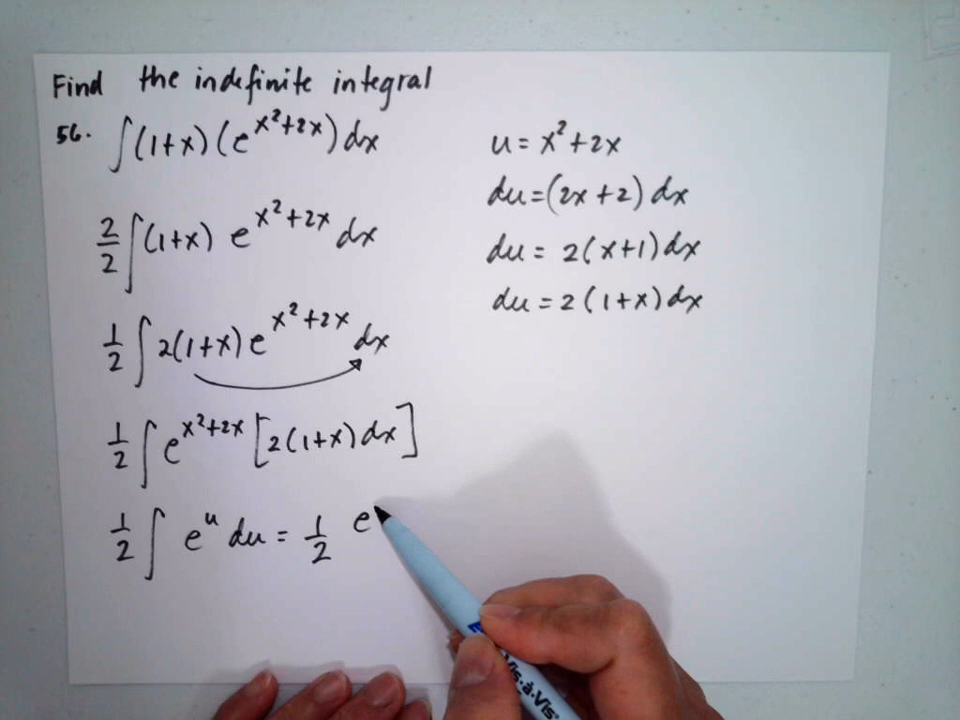 Find the indefinite integral
56. ∫(1+x)(e^{x²+2x})dx
2/2 ∫(1+x) e^{x²+2x} dx
1/2 ∫ 2(1+x) e^{x²+2x} dx
1/2 ∫ e^{x²+2x} [2(1+x)dx]
1/2 ∫ e^u du = 1/2 e
u = x²+2x
du = (2x+2) dx
du = 2(x+1)dx
du = 2(1+x)dx
Vis·à·Vis